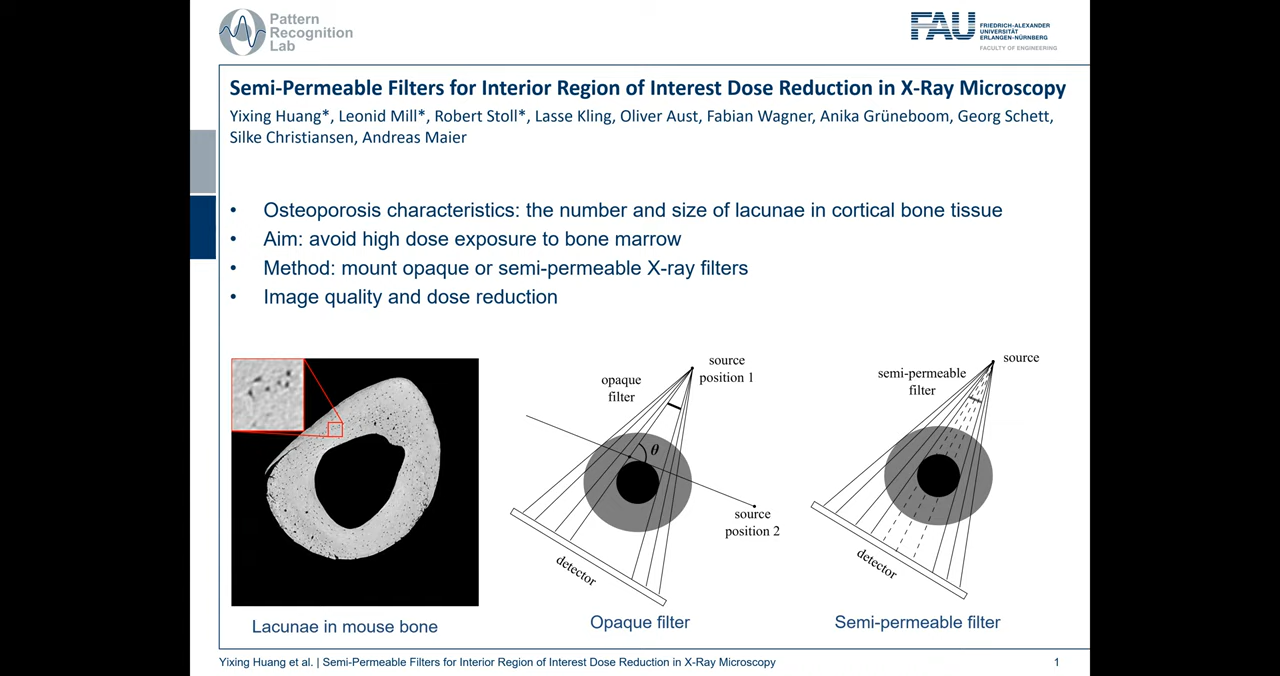 Pattern
Recognition
Lab
FAU
FRIEDRICH-ALEXANDER
UNIVERSITÄT
ERLANGEN-NÜRNBERG
FACULTY OF ENGINEERING
Semi-Permeable Filters for Interior Region of Interest Dose Reduction in X-Ray Microscopy
Yixing Huang*, Leonid Mill*, Robert Stoll*, Lasse Kling, Oliver Aust, Fabian Wagner, Anika Grüneboom, Georg Schett,
Silke Christiansen, Andreas Maier
• Osteoporosis characteristics: the number and size of lacunae in cortical bone tissue
• Aim: avoid high dose exposure to bone marrow
• Method: mount opaque or semi-permeable X-ray filters
• Image quality and dose reduction
Lacunae in mouse bone
source
position 1
opaque
filter
θ
source
position 2
detector
Opaque filter
source
semi-permeable
filter
detector
Semi-permeable filter
Yixing Huang et al. | Semi-Permeable Filters for Interior Region of Interest Dose Reduction in X-Ray Microscopy
1